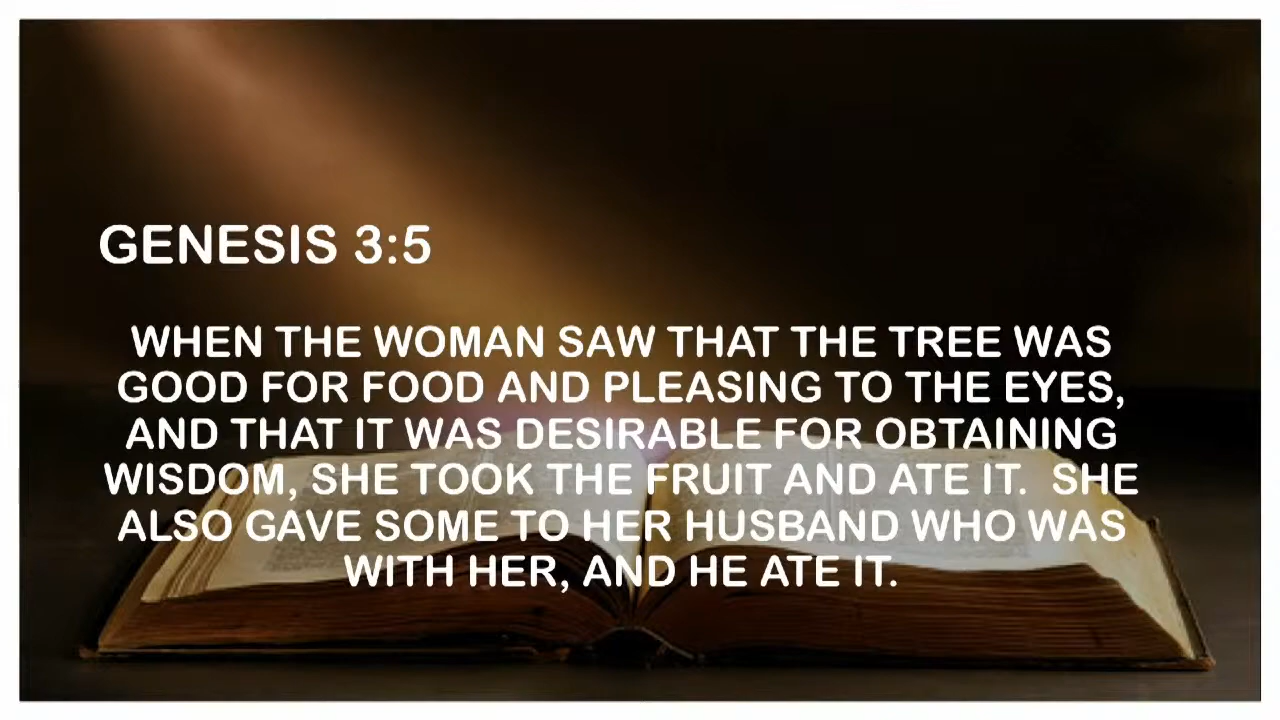 GENESIS 3:5
WHEN THE WOMAN SAW THAT THE TREE WAS
GOOD FOR FOOD AND PLEASING TO THE EYES,
AND THAT IT WAS DESIRABLE FOR OBTAINING
WISDOM, SHE TOOK THE FRUIT AND ATE IT.  SHE
ALSO GAVE SOME TO HER HUSBAND WHO WAS
WITH HER, AND HE ATE IT.